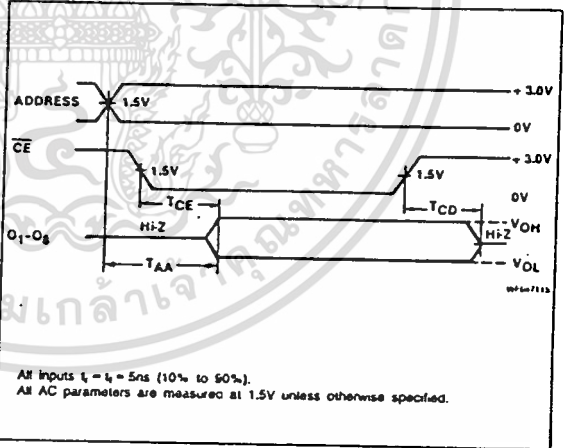 ADDRESS 1.5V + 3.0V
0V
CE 1.5V 1.5V + 3.0V
0V
TCE TCD
O1-O8 Hi-Z Hi-Z VOH
TAA VOL
All inputs tr = tf = 5ns (10% to 90%).
All AC parameters are measured at 1.5V unless otherwise specified.